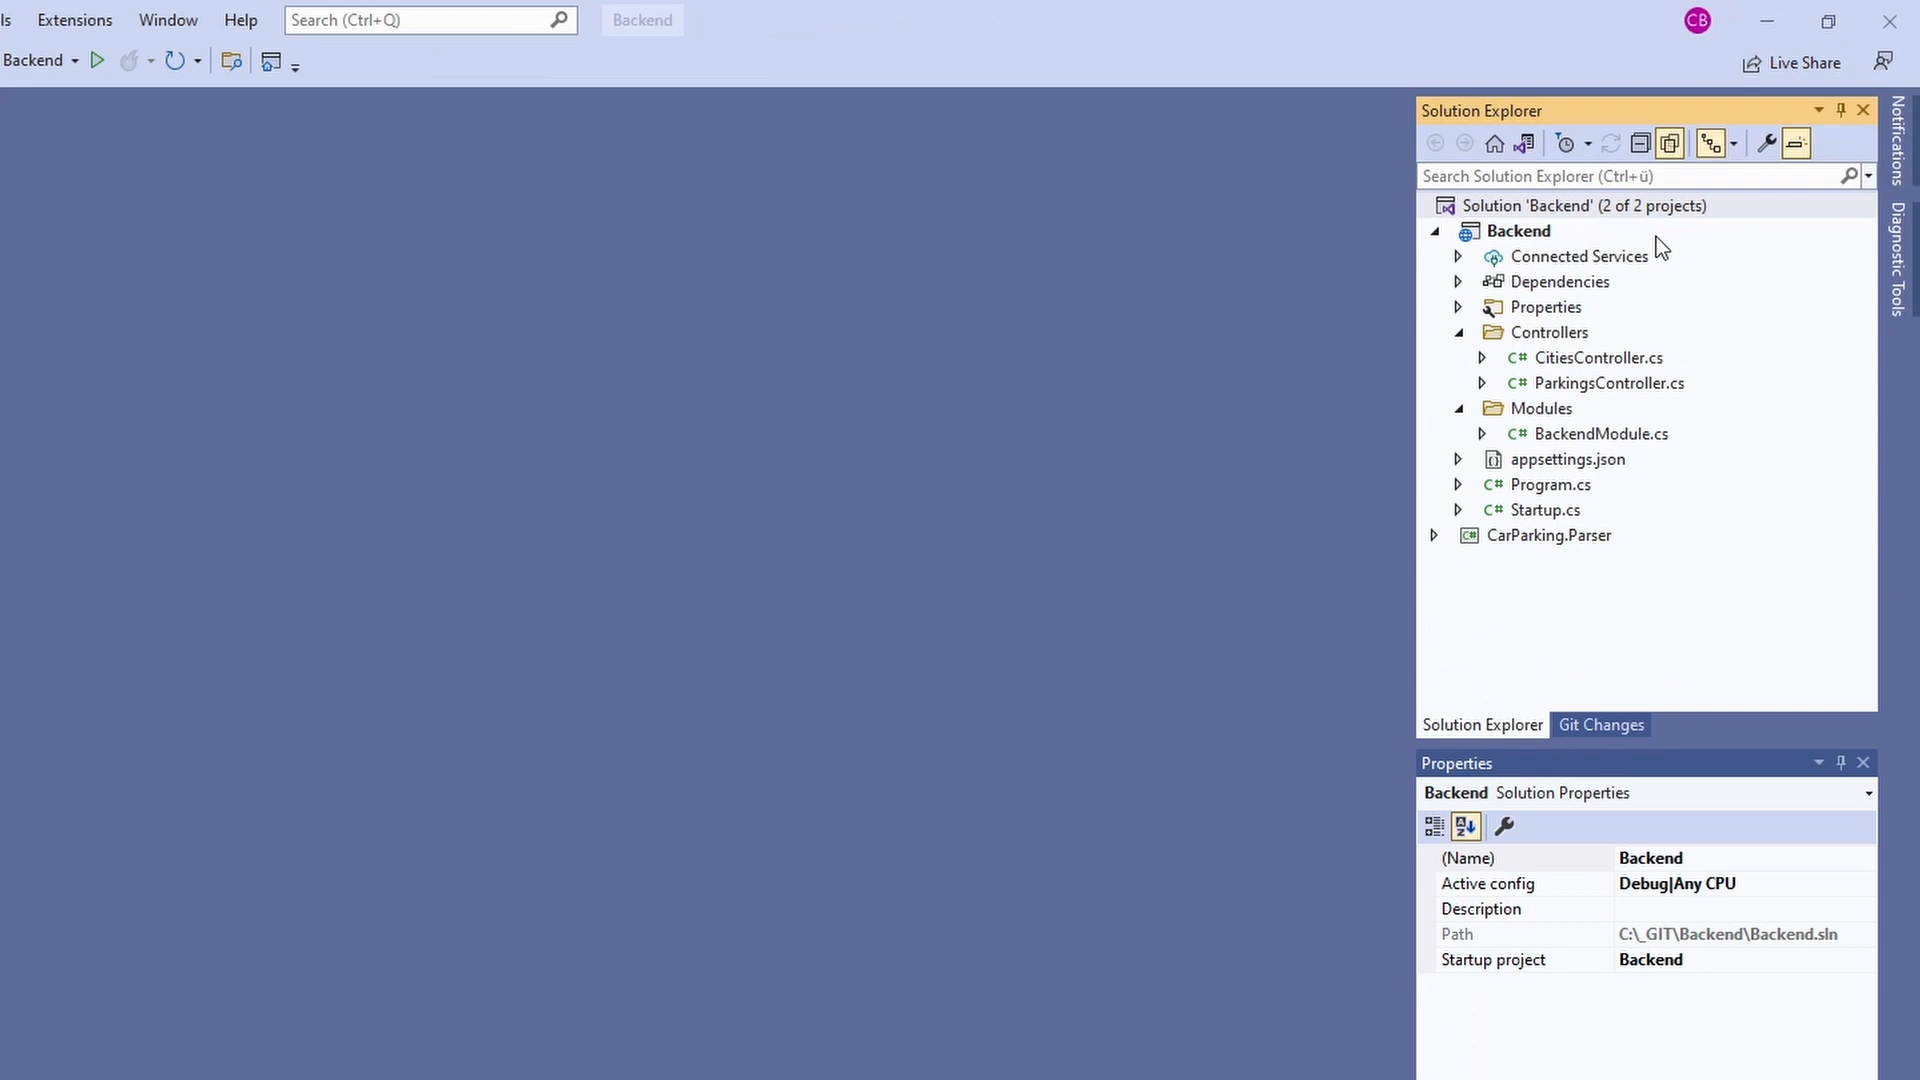 ls Extensions Window Help Search (Ctrl+Q) Backend
CB
Backend
Live Share
Solution Explorer
Search Solution Explorer (Ctrl+ü)
Solution 'Backend' (2 of 2 projects)
Backend
Connected Services
Dependencies
Properties
Controllers
C# CitiesController.cs
C# ParkingsController.cs
Modules
C# BackendModule.cs
appsettings.json
C# Program.cs
C# Startup.cs
C# CarParking.Parser
Solution Explorer Git Changes
Properties
Backend Solution Properties
(Name) Backend
Active config Debug|Any CPU
Description
Path C:\_GIT\Backend\Backend.sln
Startup project Backend
Notifications
Diagnostic Tools